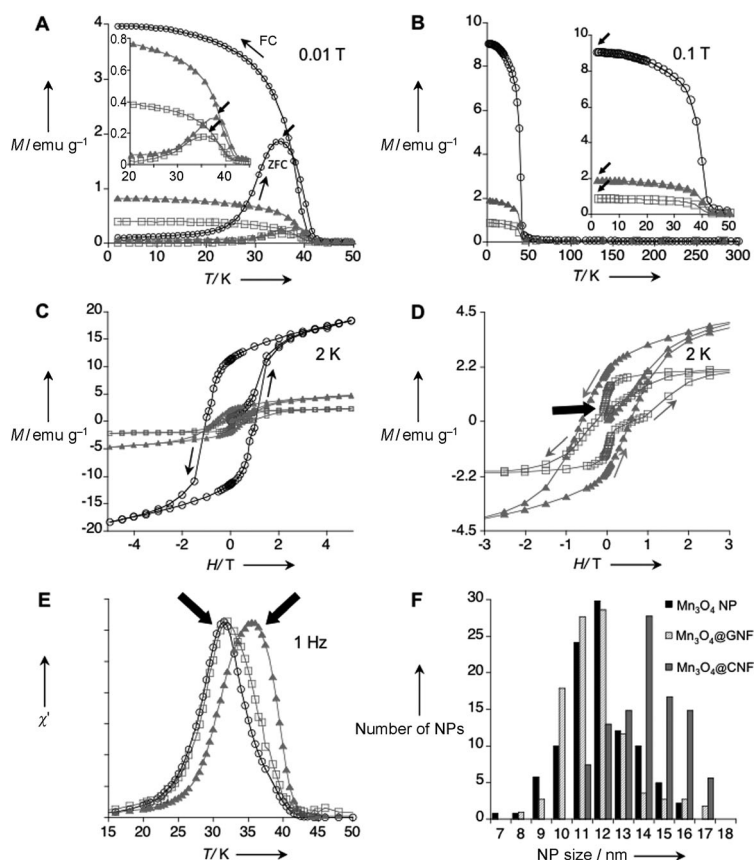 A
4
FC
0.01 T
0.8
3
0.6
0.4
2
0.2
0
20 30 40
ZFC
1
0
0 10 20 30 40 50
M/ emu g⁻¹
T/ K
B
10
0.1 T
10
8
8
6
6
4
4
2
2
0
0 10 20 30 40 50
0
0 50 100 150 200 250 300
M/ emu g⁻¹
T/ K
C
20
15
2 K
10
5
0
-5
-10
-15
-20
-4 -2 0 2 4
M/ emu g⁻¹
H/ T
D
4.5
2 K
2.2
0
-2.2
-4.5
-3 -2 -1 0 1 2 3
M/ emu g⁻¹
H/ T
E
1 Hz
χ'
15 20 25 30 35 40 45 50
T/ K
F
30
Mn₃O₄ NP
25
Mn₃O₄@GNF
20
Mn₃O₄@CNF
15
Number of NPs
10
5
0
7 8 9 10 11 12 13 14 15 16 17 18
NP size / nm